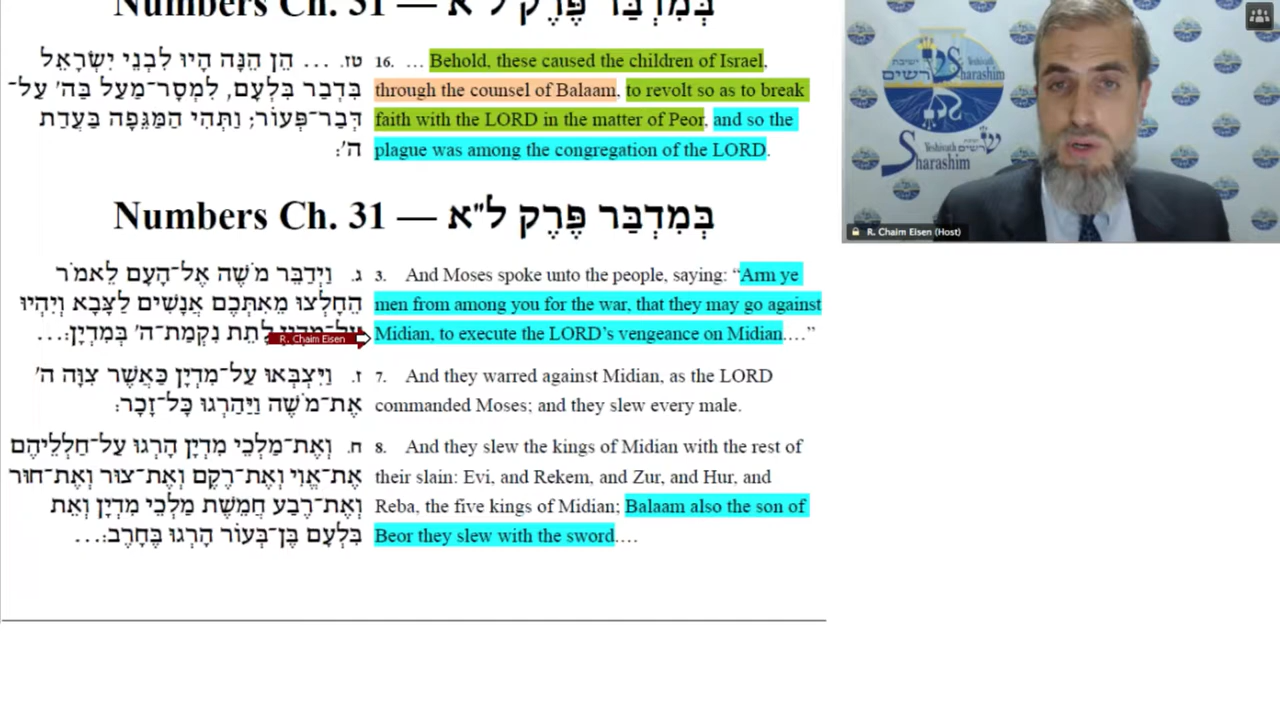 Numbers Ch. 31 — בְּמִדְבַּר פֶּרֶק ל"א
טז. ... הֵן הֵנָּה הָיוּ לִבְנֵי יִשְׂרָאֵל
בִּדְבַר בִּלְעָם, לִמְסָר־מַעַל בַּה' עַל־
דְּבַר־פְּעוֹר; וַתְּהִי הַמַּגֵּפָה בַּעֲדַת
ה':
16. … Behold, these caused the children of Israel,
through the counsel of Balaam, to revolt so as to break
faith with the LORD in the matter of Peor, and so the
plague was among the congregation of the LORD.
Numbers Ch. 31 — בְּמִדְבַּר פֶּרֶק ל"א
ג. וַיְדַבֵּר מֹשֶׁה אֶל־הָעָם לֵאמֹר
הֵחָלְצוּ מֵאִתְּכֶם אֲנָשִׁים לַצָּבָא וְיִהְיוּ
עַל־מִדְיָן לָתֵת נִקְמַת־ה' בְּמִדְיָן:...
3. And Moses spoke unto the people, saying: “Arm ye
men from among you for the war, that they may go against
Midian, to execute the LORD’s vengeance on Midian….”
R. Chaim Eisen
ז. וַיִּצְבְּאוּ עַל־מִדְיָן כַּאֲשֶׁר צִוָּה ה'
אֶת־מֹשֶׁה וַיַּהַרְגוּ כָּל־זָכָר:
7. And they warred against Midian, as the LORD
commanded Moses; and they slew every male.
ח. וְאֶת־מַלְכֵי מִדְיָן הָרְגוּ עַל־חַלְלֵיהֶם
אֶת־אֱוִי וְאֶת־רֶקֶם וְאֶת־צוּר וְאֶת־חוּר
וְאֶת־רֶבַע חֲמֵשֶׁת מַלְכֵי מִדְיָן וְאֵת
בִּלְעָם בֶּן־בְּעוֹר הָרְגוּ בֶּחָרֶב:...
8. And they slew the kings of Midian with the rest of
their slain: Evi, and Rekem, and Zur, and Hur, and
Reba, the five kings of Midian; Balaam also the son of
Beor they slew with the sword….
ישיבת
שרשים
Yeshivath
Sharashim
Yeshivath ישיבת
Sharashim שרשים
R. Chaim Eisen (Host)